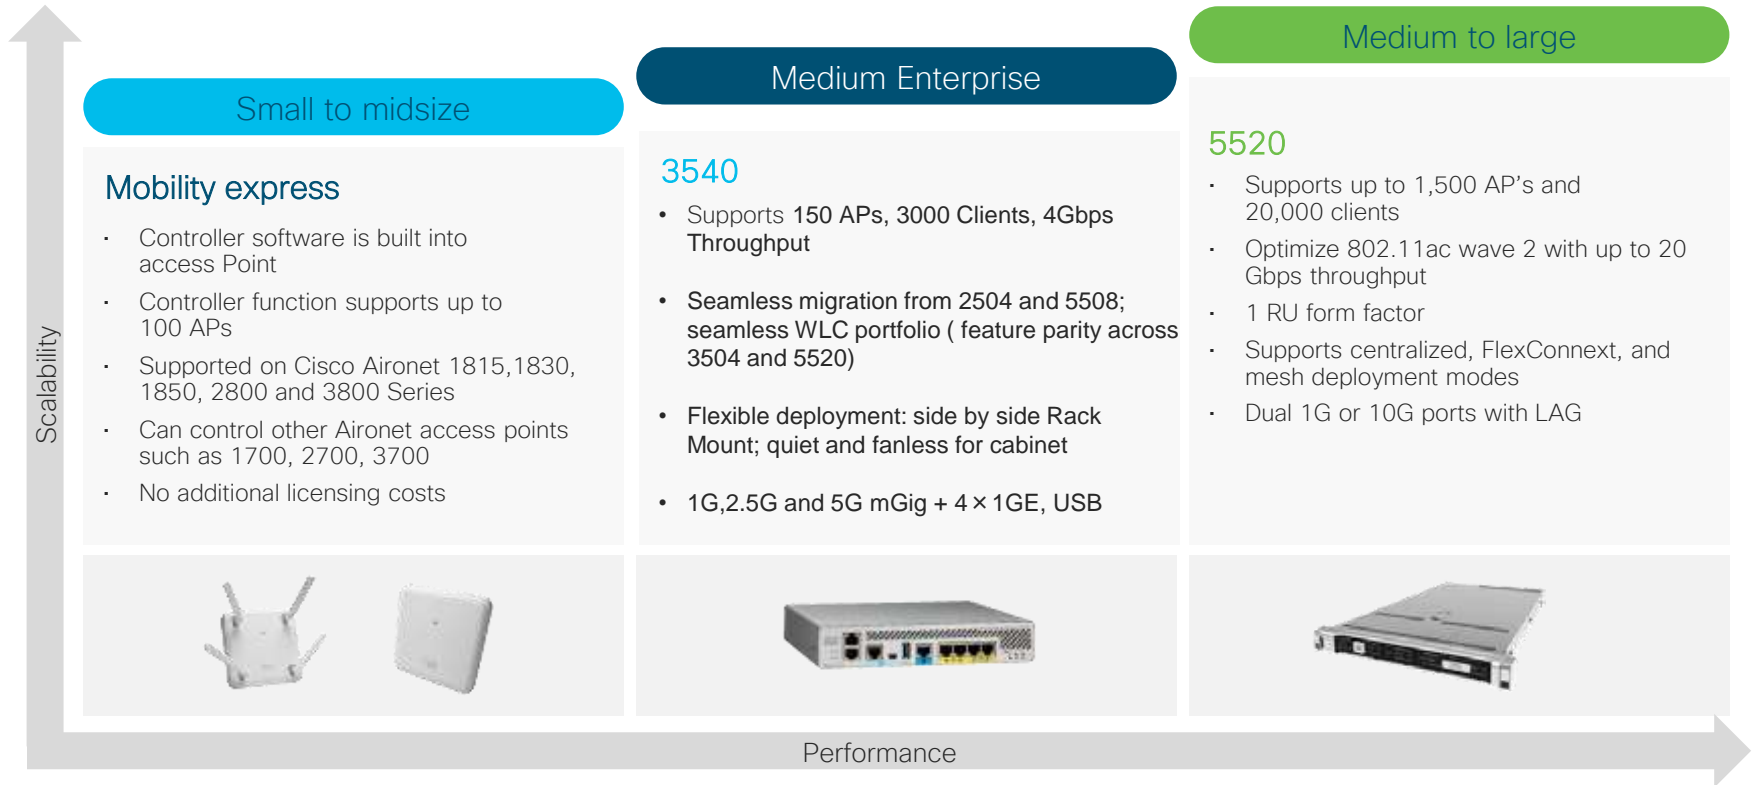 Scalability
Small to midsize
Mobility express
· Controller software is built into
access Point
· Controller function supports up to
100 APs
· Supported on Cisco Aironet 1815,1830,
1850, 2800 and 3800 Series
· Can control other Aironet access points
such as 1700, 2700, 3700
· No additional licensing costs
Medium Enterprise
3540
• Supports 150 APs, 3000 Clients, 4Gbps
Throughput
• Seamless migration from 2504 and 5508;
seamless WLC portfolio ( feature parity across
3504 and 5520)
• Flexible deployment: side by side Rack
Mount; quiet and fanless for cabinet
• 1G,2.5G and 5G mGig + 4×1GE, USB
Medium to large
5520
· Supports up to 1,500 AP's and
20,000 clients
· Optimize 802.11ac wave 2 with up to 20
Gbps throughput
· 1 RU form factor
· Supports centralized, FlexConnext, and
mesh deployment modes
· Dual 1G or 10G ports with LAG
Performance